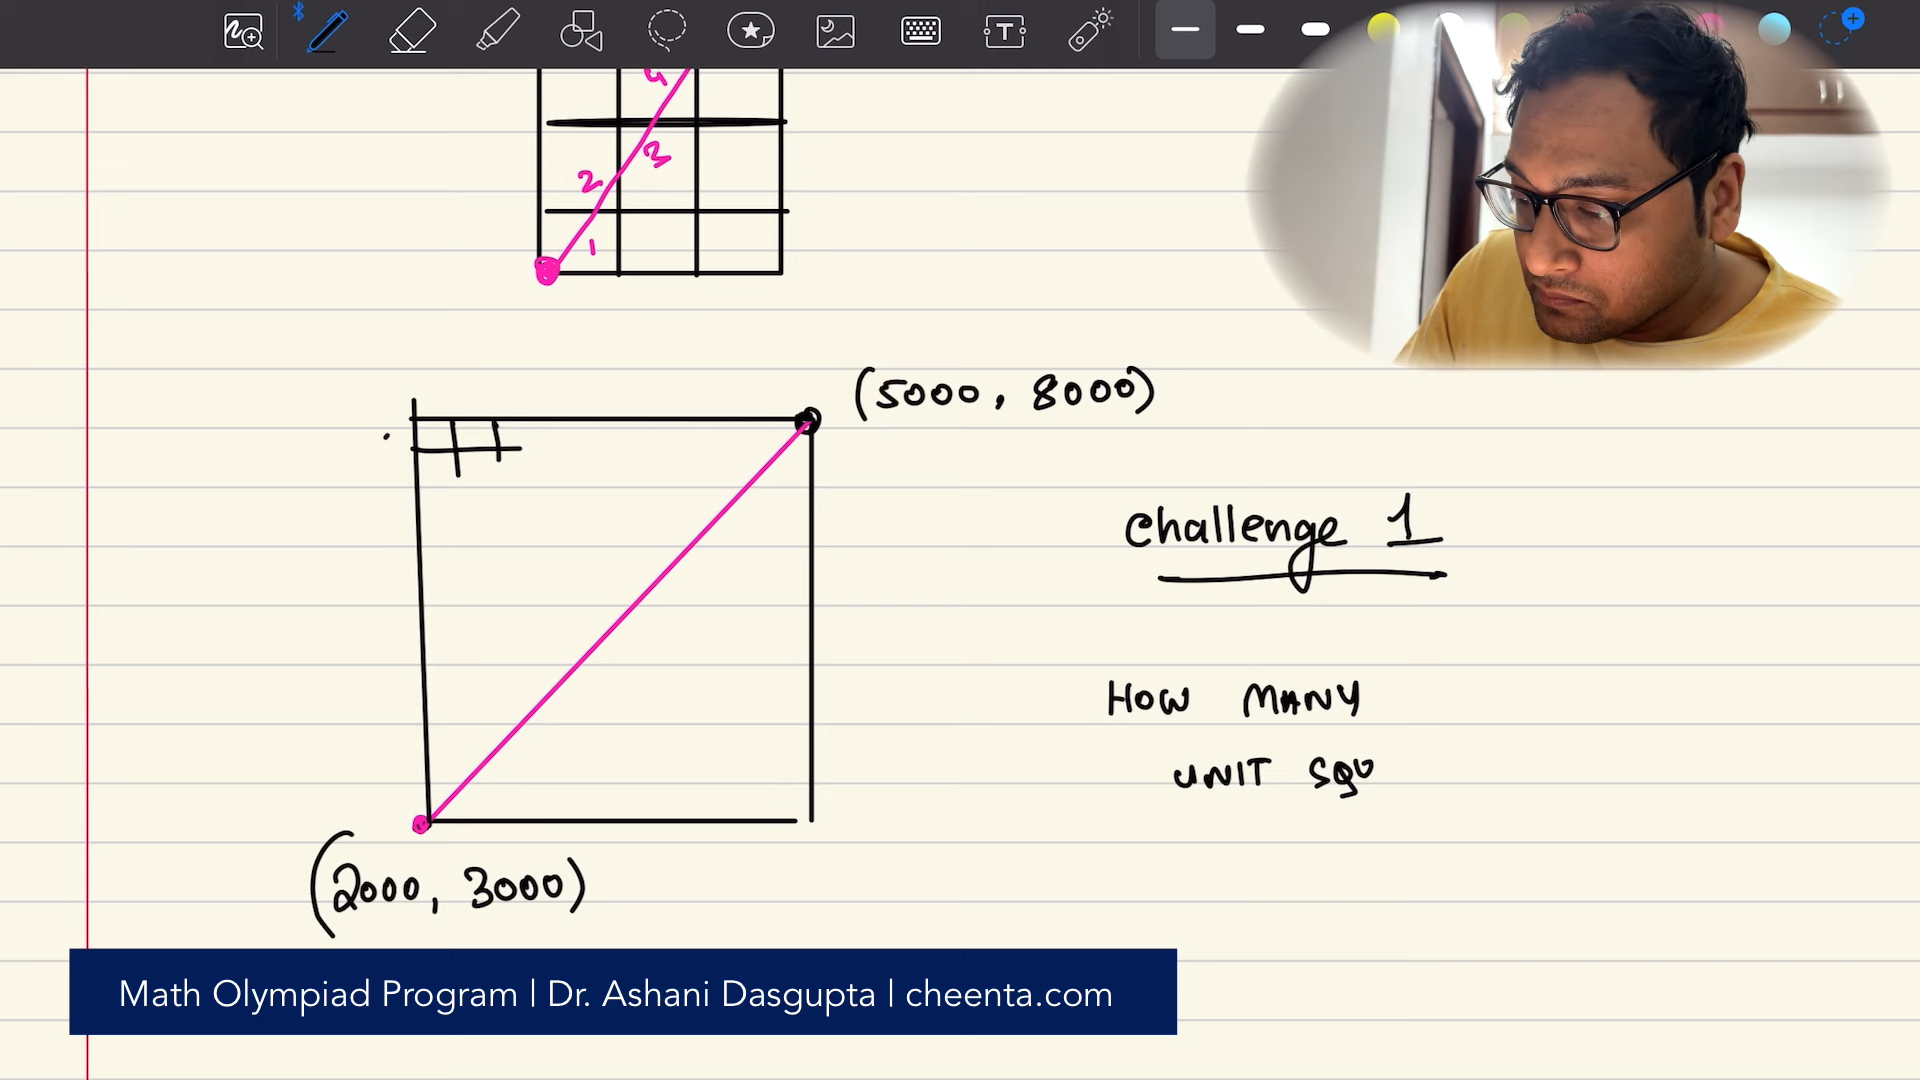 4
3
2
1
(5000, 8000)
Challenge 1
HOW MANY
UNIT SQU
(2000, 3000)
Math Olympiad Program | Dr. Ashani Dasgupta | cheenta.com